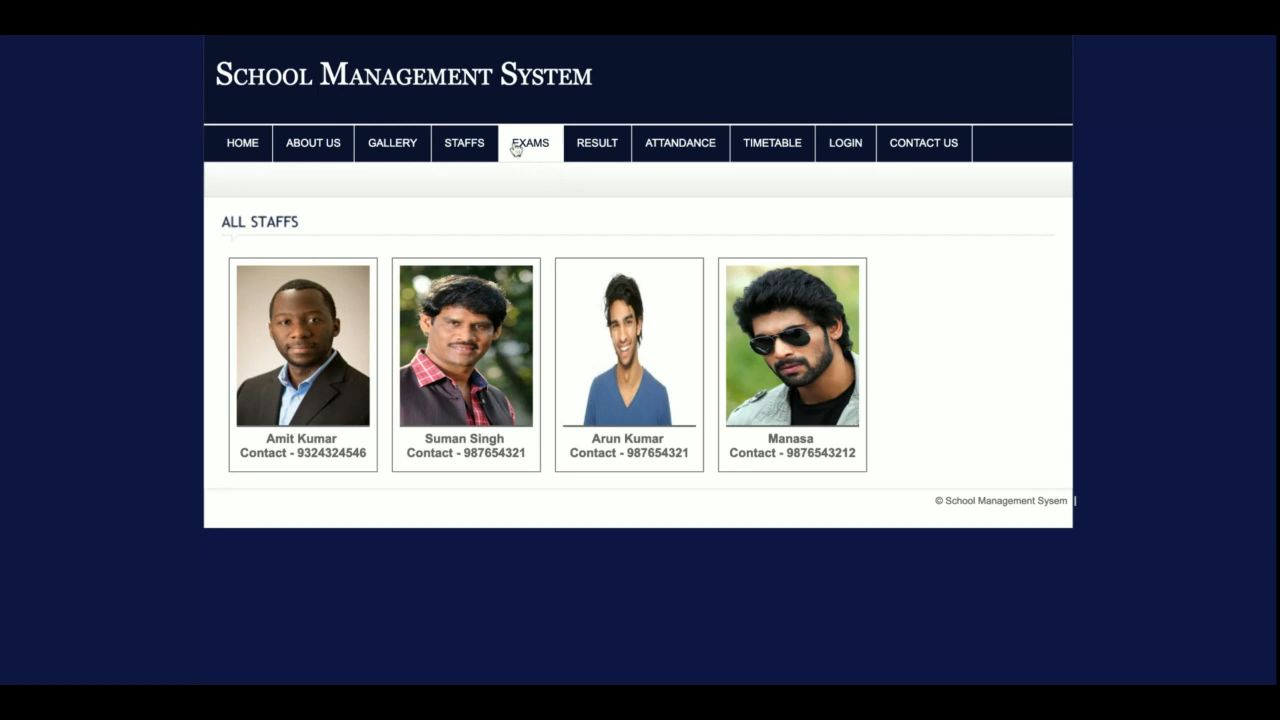 School Management System
HOME ABOUT US GALLERY STAFFS EXAMS RESULT ATTANDANCE TIMETABLE LOGIN CONTACT US
ALL STAFFS
Amit Kumar
Contact - 9324324546
Suman Singh
Contact - 987654321
Arun Kumar
Contact - 987654321
Manasa
Contact - 9876543212
© School Management Sysem |